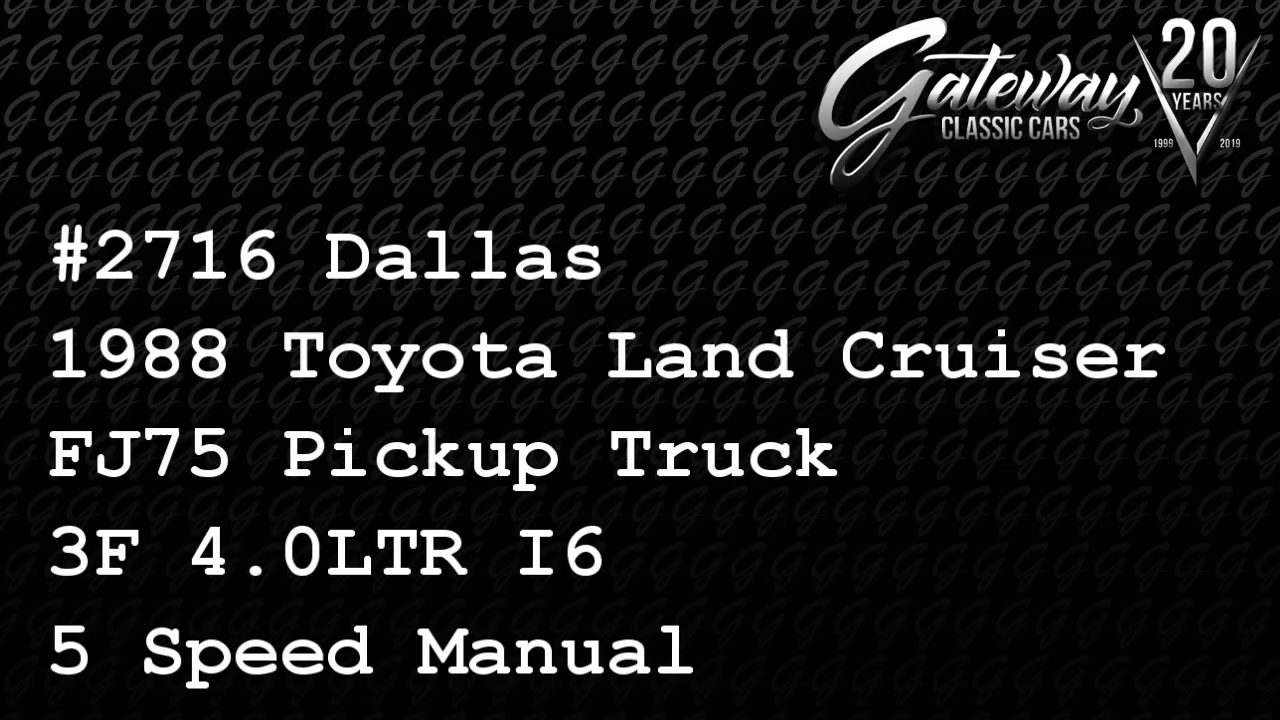 Gateway
CLASSIC CARS
20
YEARS
1999 2019
#2716 Dallas
1988 Toyota Land Cruiser
FJ75 Pickup Truck
3F 4.0LTR I6
5 Speed Manual